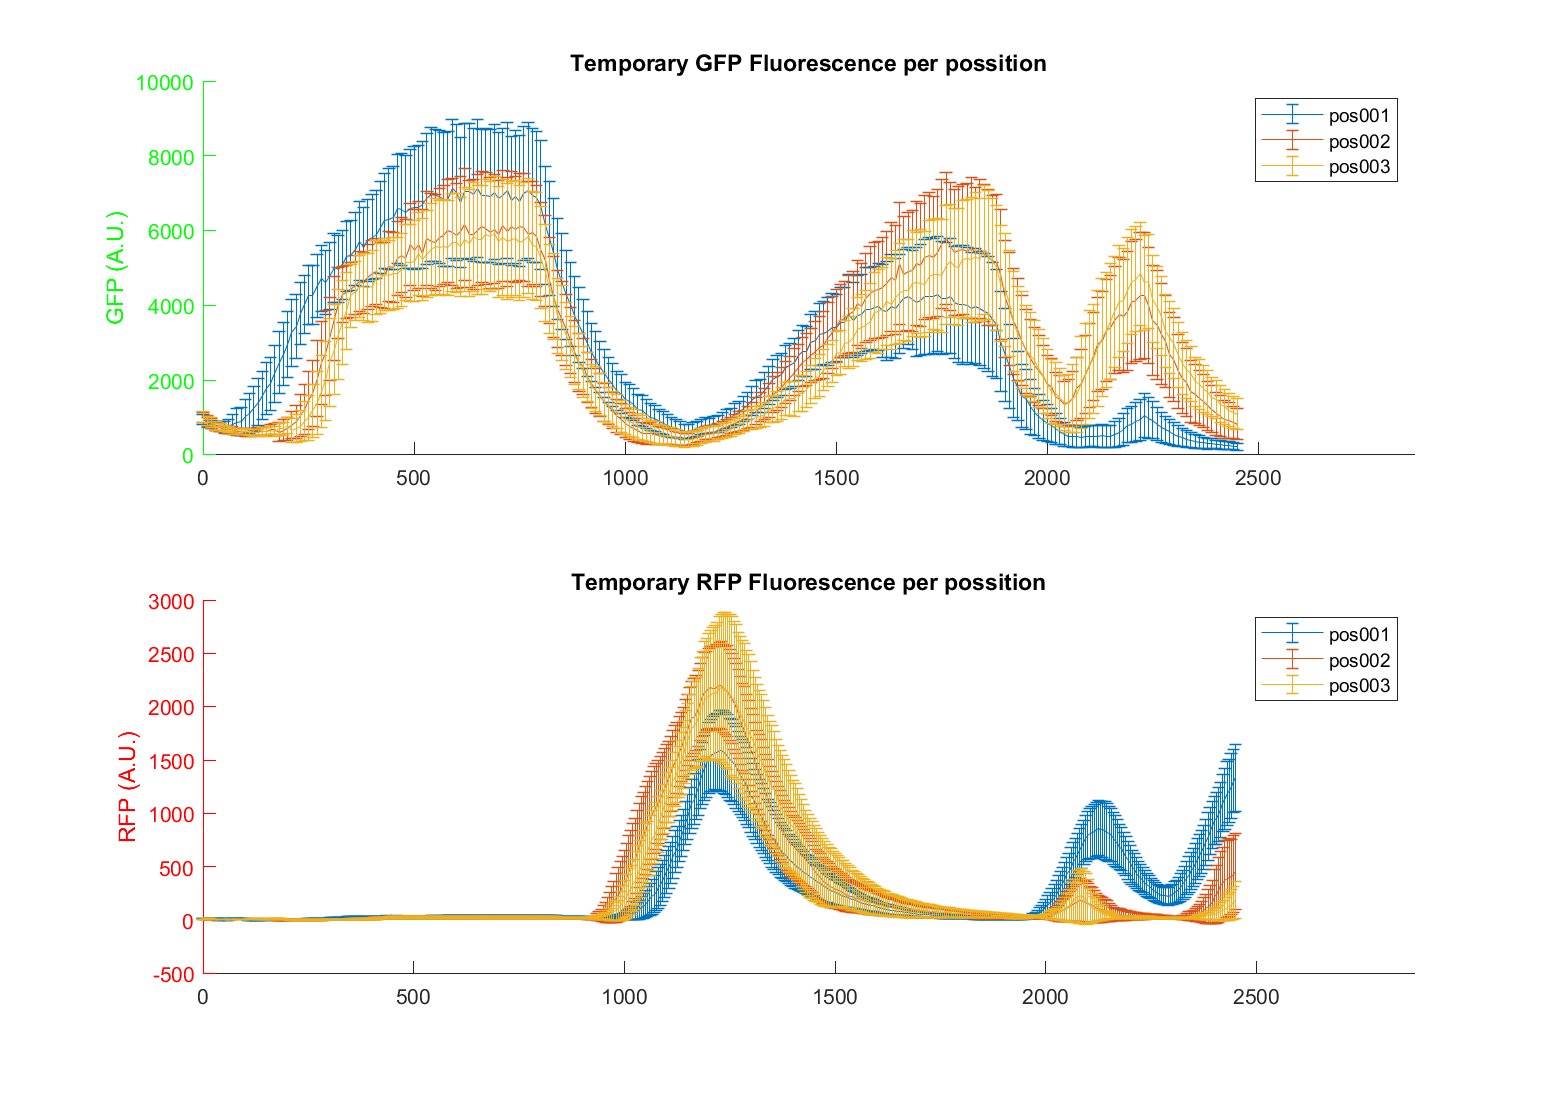 Temporary GFP Fluorescence per possition
10000
8000
6000
4000
2000
0
GFP (A.U.)
0 500 1000 1500 2000 2500
pos001
pos002
pos003
Temporary RFP Fluorescence per possition
3000
2500
2000
1500
1000
500
0
-500
RFP (A.U.)
0 500 1000 1500 2000 2500
pos001
pos002
pos003